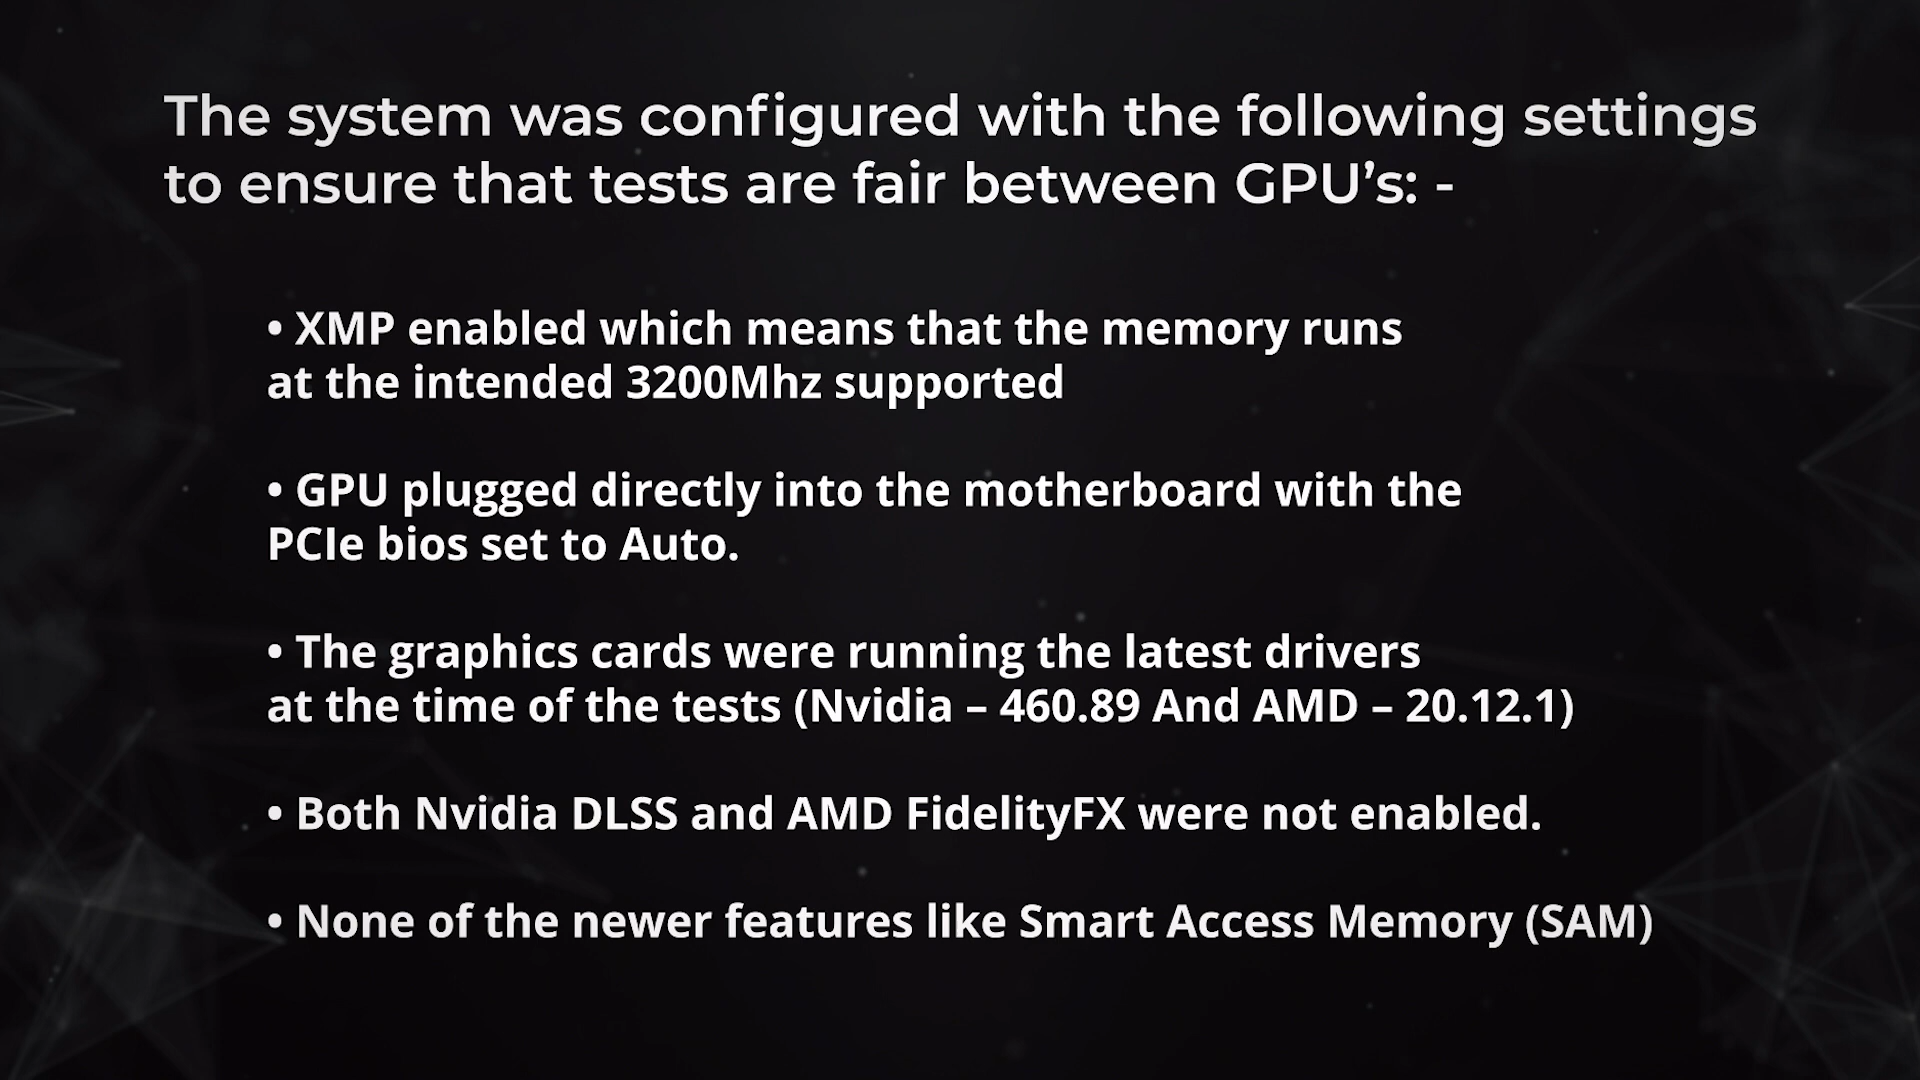 The system was configured with the following settings
to ensure that tests are fair between GPU’s: -
• XMP enabled which means that the memory runs
at the intended 3200Mhz supported
• GPU plugged directly into the motherboard with the
PCIe bios set to Auto.
• The graphics cards were running the latest drivers
at the time of the tests (Nvidia – 460.89 And AMD – 20.12.1)
• Both Nvidia DLSS and AMD FidelityFX were not enabled.
• None of the newer features like Smart Access Memory (SAM)